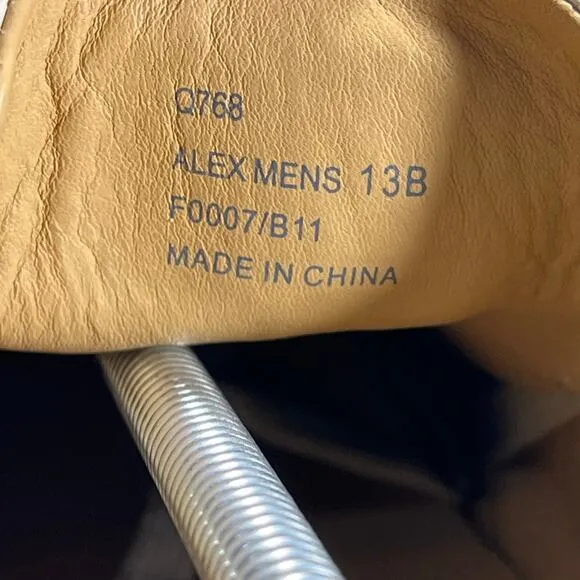 Q768
ALEX MENS 13B
F0007/B11
MADE IN CHINA